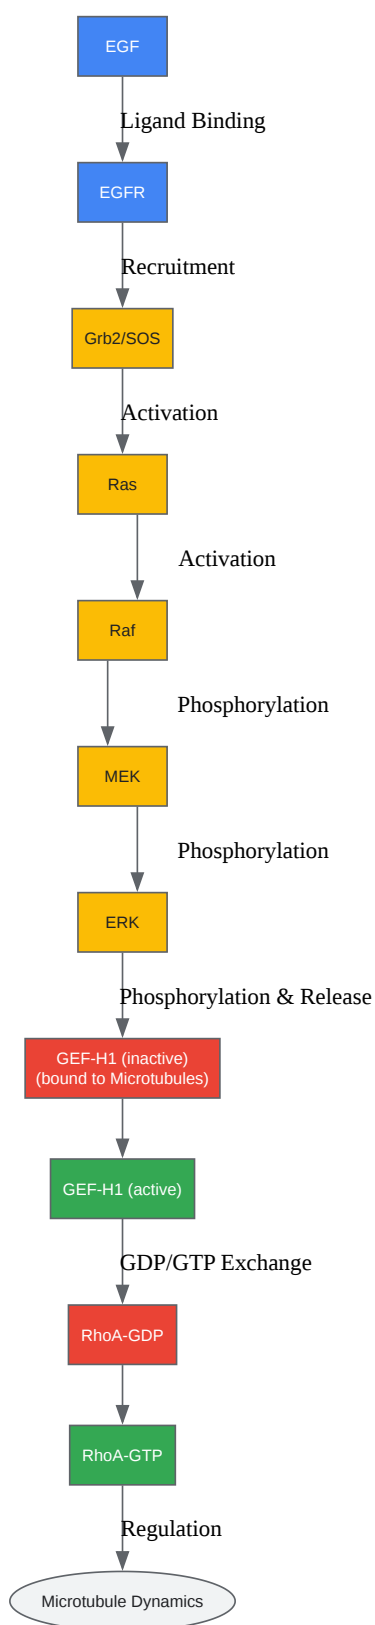 EGF
Ligand Binding
EGFR
Recruitment
Grb2/SOS
Activation
Ras
Activation
Raf
Phosphorylation
MEK
Phosphorylation
ERK
Phosphorylation & Release
GEF-H1 (inactive)
(bound to Microtubules)
GEF-H1 (active)
GDP/GTP Exchange
RhoA-GDP
RhoA-GTP
Regulation
Microtubule Dynamics